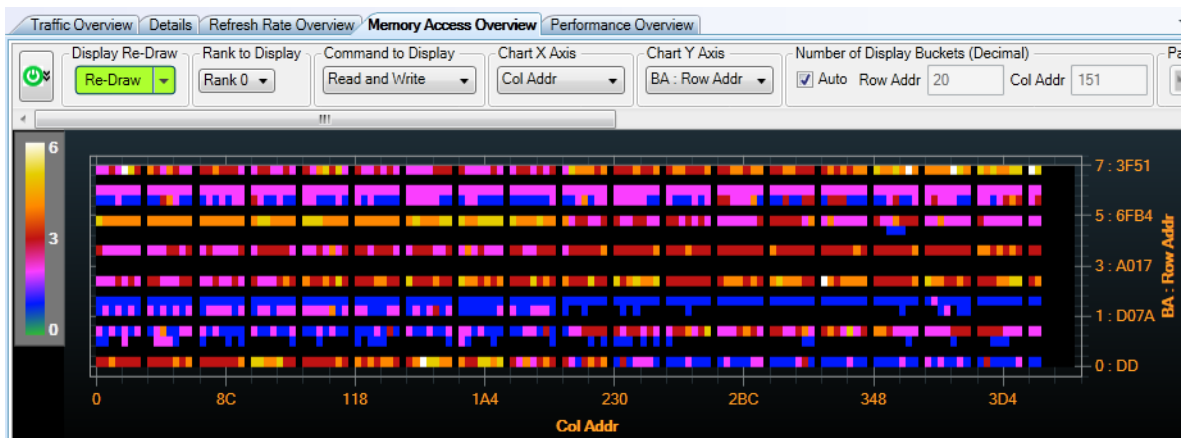 Traffic Overview Details Refresh Rate Overview Memory Access Overview Performance Overview
Display Re-Draw Rank to Display Command to Display Chart X Axis Chart Y Axis Number of Display Buckets (Decimal)
Re-Draw Rank 0 Read and Write Col Addr BA : Row Addr Auto Row Addr 20 Col Addr 151
6
3
0
7 : 3F51
5 : 6FB4
3 : A017
1 : D07A
0 : DD
BA : Row Addr
0 8C 118 1A4 230 2BC 348 3D4
Col Addr